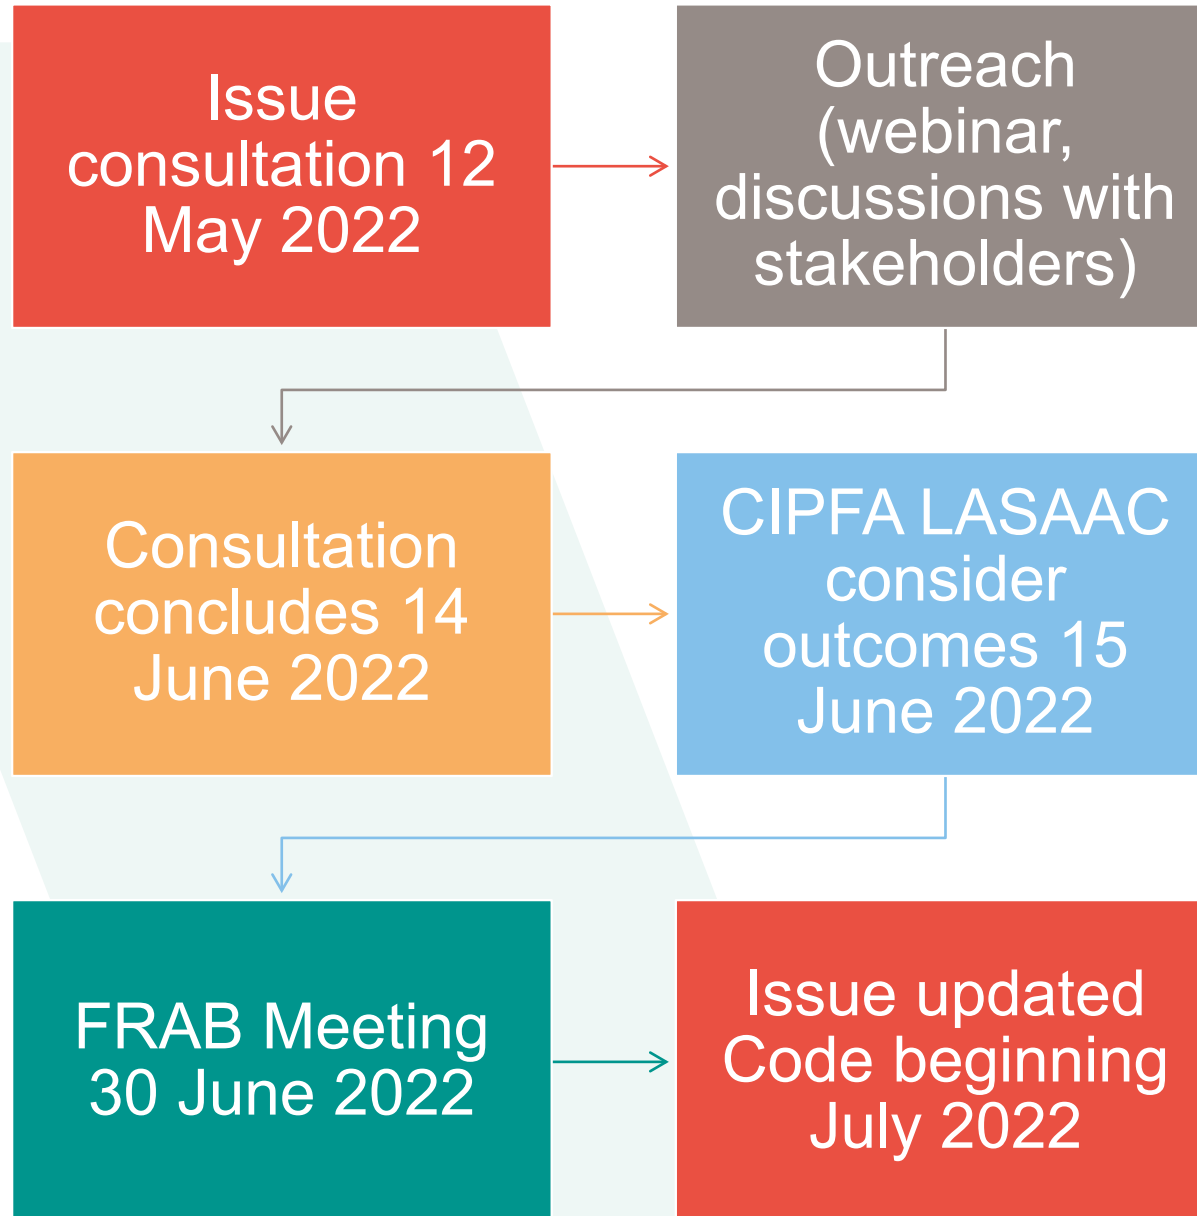 Issue
consultation 12
May 2022
Outreach
(webinar,
discussions with
stakeholders)
Consultation
concludes 14
June 2022
CIPFA LASAAC
consider
outcomes 15
June 2022
FRAB Meeting
30 June 2022
Issue updated
Code beginning
July 2022